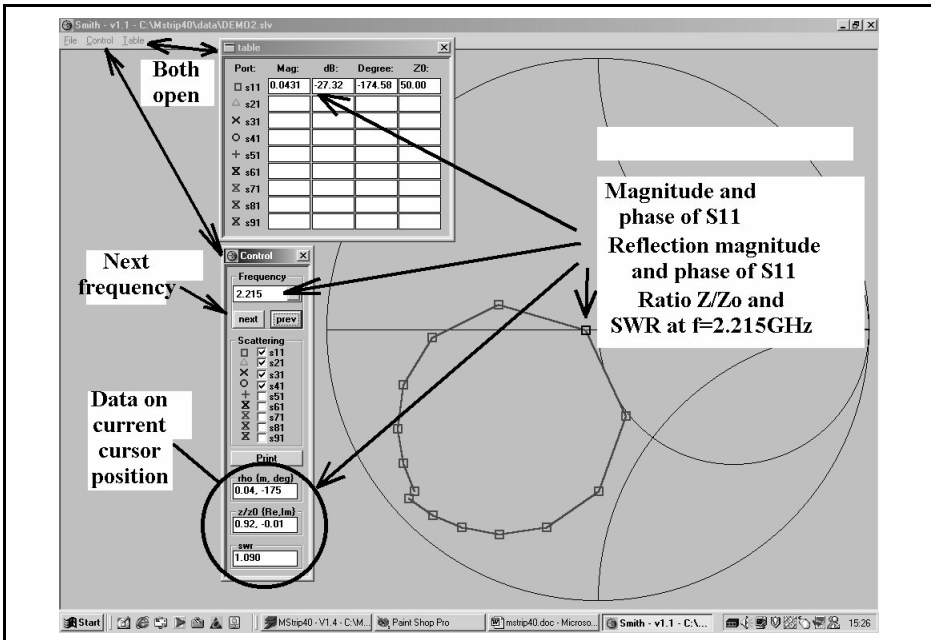 Smith - v1.1 - C:\Mstrip40\data\DEMO2.slv
File Control Table
Both
open
table
Port: Mag: dB: Degree: Z0:
s11 0.0431 -27.32 -174.58 50.00
s21
s31
s41
s51
s61
s71
s81
s91
Magnitude and
phase of S11
Reflection magnitude
and phase of S11
Ratio Z/Zo and
SWR at f=2.215GHz
Next
frequency
Control
Frequency
2.215
next prev
Scattering
s11
s21
s31
s41
s51
s61
s71
s81
s91
Print
Data on
current
cursor
position
rho {m, deg}
0.04, -175
z/z0 {Re,Im}
0.92, -0.01
swr
1.090
Start MStrip40 - V1.4 - C:\M... Paint Shop Pro mstrip40.doc - Microso... Smith - v1.1 - C:\... 15:26